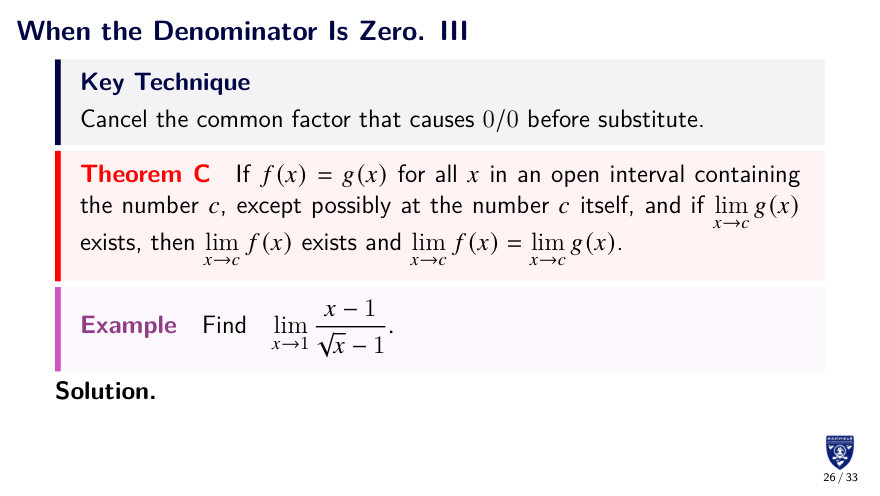 When the Denominator Is Zero. III
Key Technique
Cancel the common factor that causes 0/0 before substitute.
Theorem C If f(x) = g(x) for all x in an open interval containing
the number c, except possibly at the number c itself, and if lim_{x→c} g(x)
exists, then lim_{x→c} f(x) exists and lim_{x→c} f(x) = lim_{x→c} g(x).
Example Find lim_{x→1} \frac{x − 1}{\sqrt{x} − 1}.
Solution.
26 / 33